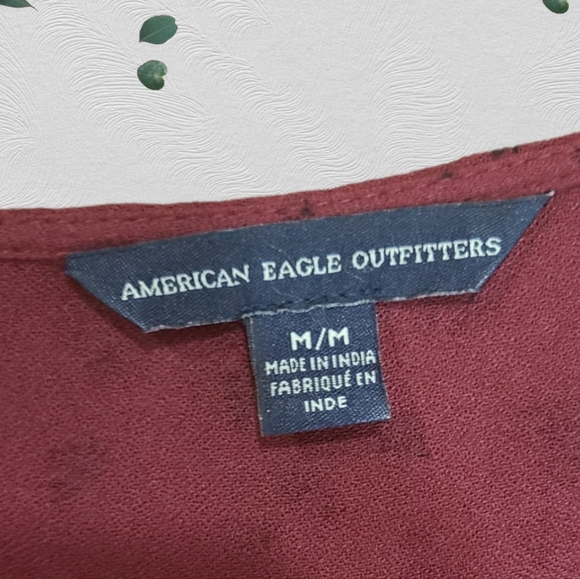 AMERICAN EAGLE OUTFITTERS
M/M
MADE IN INDIA
FABRIQUÉ EN
INDE